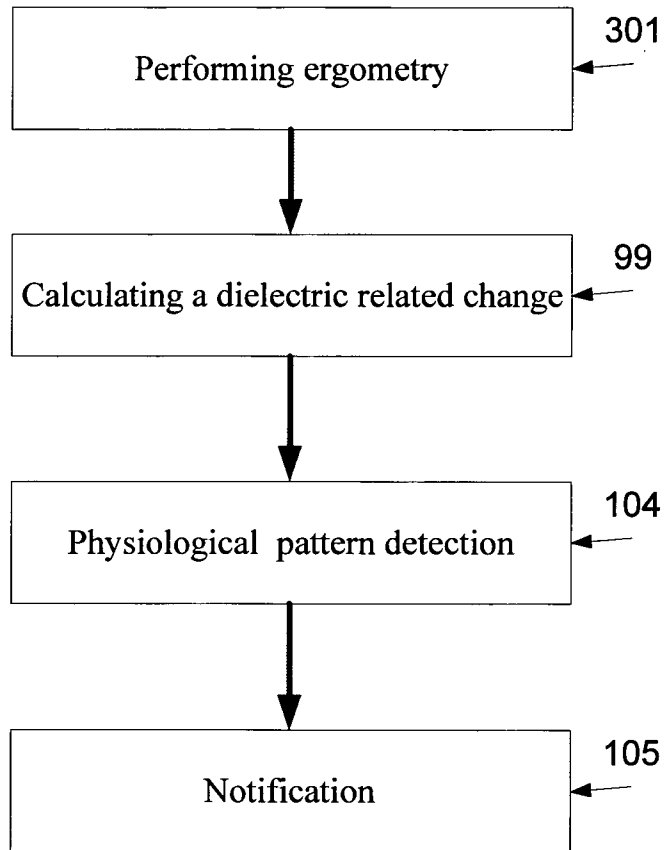 301
Performing ergometry
99
Calculating a dielectric related change
104
Physiological pattern detection
105
Notification